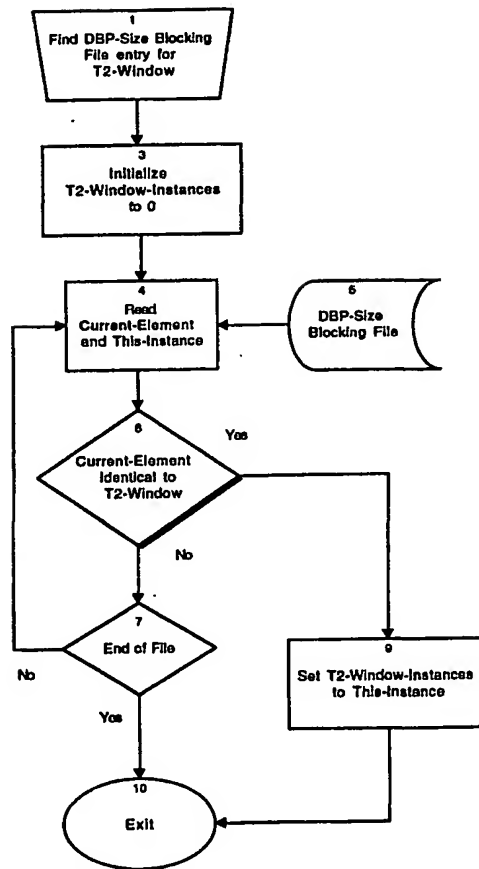 1
Find DBP-Size Blocking
File entry for
T2-Window
3
Initialize
T2-Window-Instances
to 0
4
Read
Current-Element
and This-Instance
5
DBP-Size
Blocking File
6
Current-Element
Identical to
T2-Window
Yes
No
7
End of File
No
Yes
9
Set T2-Window-Instances
to This-Instance
10
Exit